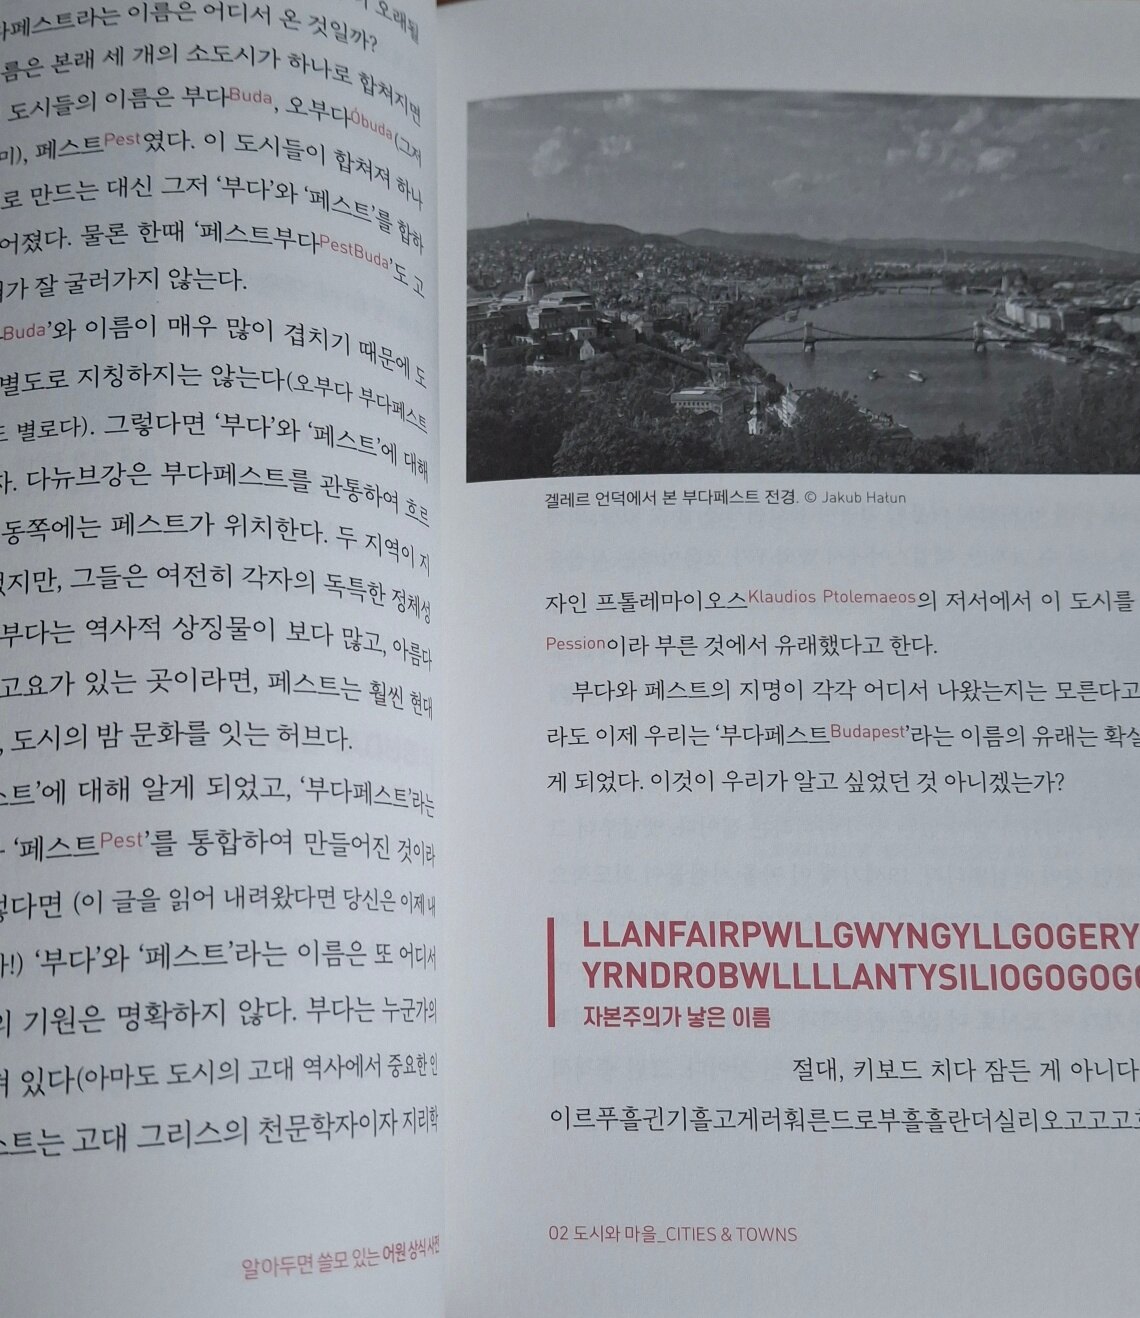 오래될
다페스트라는 이름은 어디서 온 것일까?
름은 본래 세 개의 소도시가 하나로 합쳐지면
도시들의 이름은 부다Buda, 오부다Óbuda(그저
미), 페스트Pest였다. 이 도시들이 합쳐져 하나
로 만드는 대신 그저 ‘부다’와 ‘페스트’를 합하
어졌다. 물론 한때 ‘페스트부다PestBuda’도 고
가 잘 굴러가지 않는다.
Buda’와 이름이 매우 많이 겹치기 때문에 도
별도로 지칭하지는 않는다(오부다 부다페스트
별로다). 그렇다면 ‘부다’와 ‘페스트’에 대해
자. 다뉴브강은 부다페스트를 관통하여 흐르
동쪽에는 페스트가 위치한다. 두 지역이 지
었지만, 그들은 여전히 각자의 독특한 정체성
부다는 역사적 상징물이 보다 많고, 아름다
고요가 있는 곳이라면, 페스트는 훨씬 현대
, 도시의 밤 문화를 잇는 허브다.
스트’에 대해 알게 되었고, ‘부다페스트’라는
‘페스트Pest’를 통합하여 만들어진 것이라
렇다면 (이 글을 읽어 내려왔다면 당신은 이제 내
!) ‘부다’와 ‘페스트’라는 이름은 또 어디서
의 기원은 명확하지 않다. 부다는 누군가의
져 있다(아마도 도시의 고대 역사에서 중요한 인
스트는 고대 그리스의 천문학자이자 지리학
알아두면 쓸모 있는 어원 상식 사전
겔레르 언덕에서 본 부다페스트 전경. © Jakub Hałun
자인 프톨레마이오스Klaudios Ptolemaeos의 저서에서 이 도시를
Pession이라 부른 것에서 유래했다고 한다.
부다와 페스트의 지명이 각각 어디서 나왔는지는 모른다고
라도 이제 우리는 ‘부다페스트Budapest’라는 이름의 유래는 확실
게 되었다. 이것이 우리가 알고 싶었던 것 아니겠는가?
LLANFAIRPWLLGWYNGYLLGOGERY
YRNDROBWLLLLANTYSILIOGOGOGO
자본주의가 낳은 이름
절대, 키보드 치다 잠든 게 아니다
이르푸흘귄기흘고게러훠른드로부흘흘란더실리오고고고
02 도시와 마을_CITIES & TOWNS